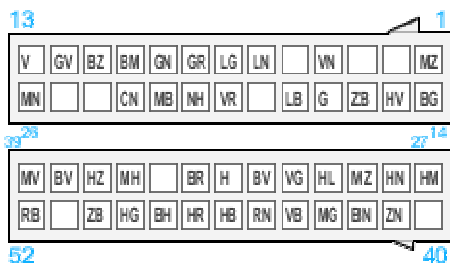 13 1
V GV BZ BM GN GR LG LN VN MZ
MN CN MB NH VR LB G ZB HV BG
39 26 27 14
MV BV HZ MH BR H BV VG HL MZ HN HM
RB ZB HG BH HR HB RN VB MG BN ZN
52 40